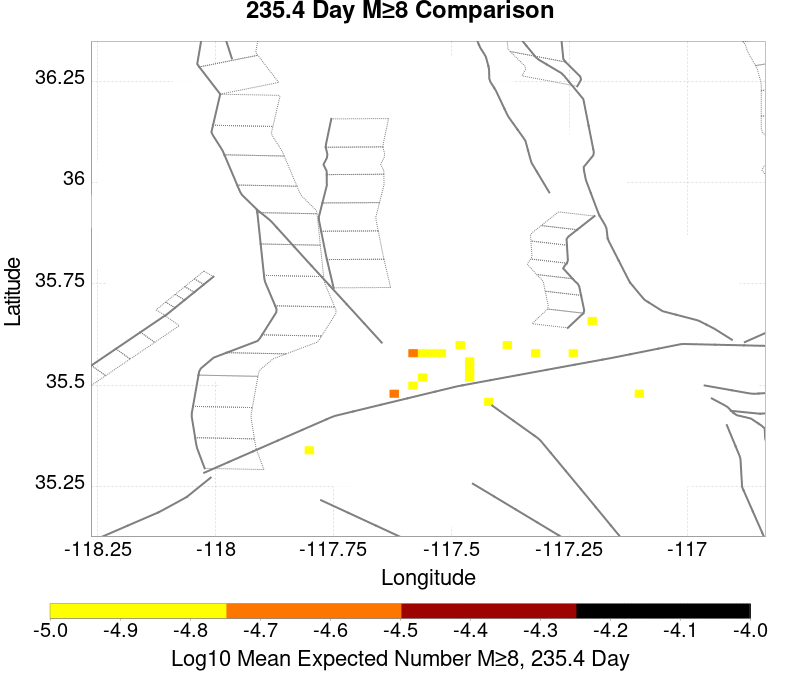 235.4 Day M≥8 Comparison
36.25
36
35.75
35.5
35.25
Latitude
-118.25 -118 -117.75 -117.5 -117.25 -117
Longitude
-5.0 -4.9 -4.8 -4.7 -4.6 -4.5 -4.4 -4.3 -4.2 -4.1 -4.0
Log10 Mean Expected Number M≥8, 235.4 Day